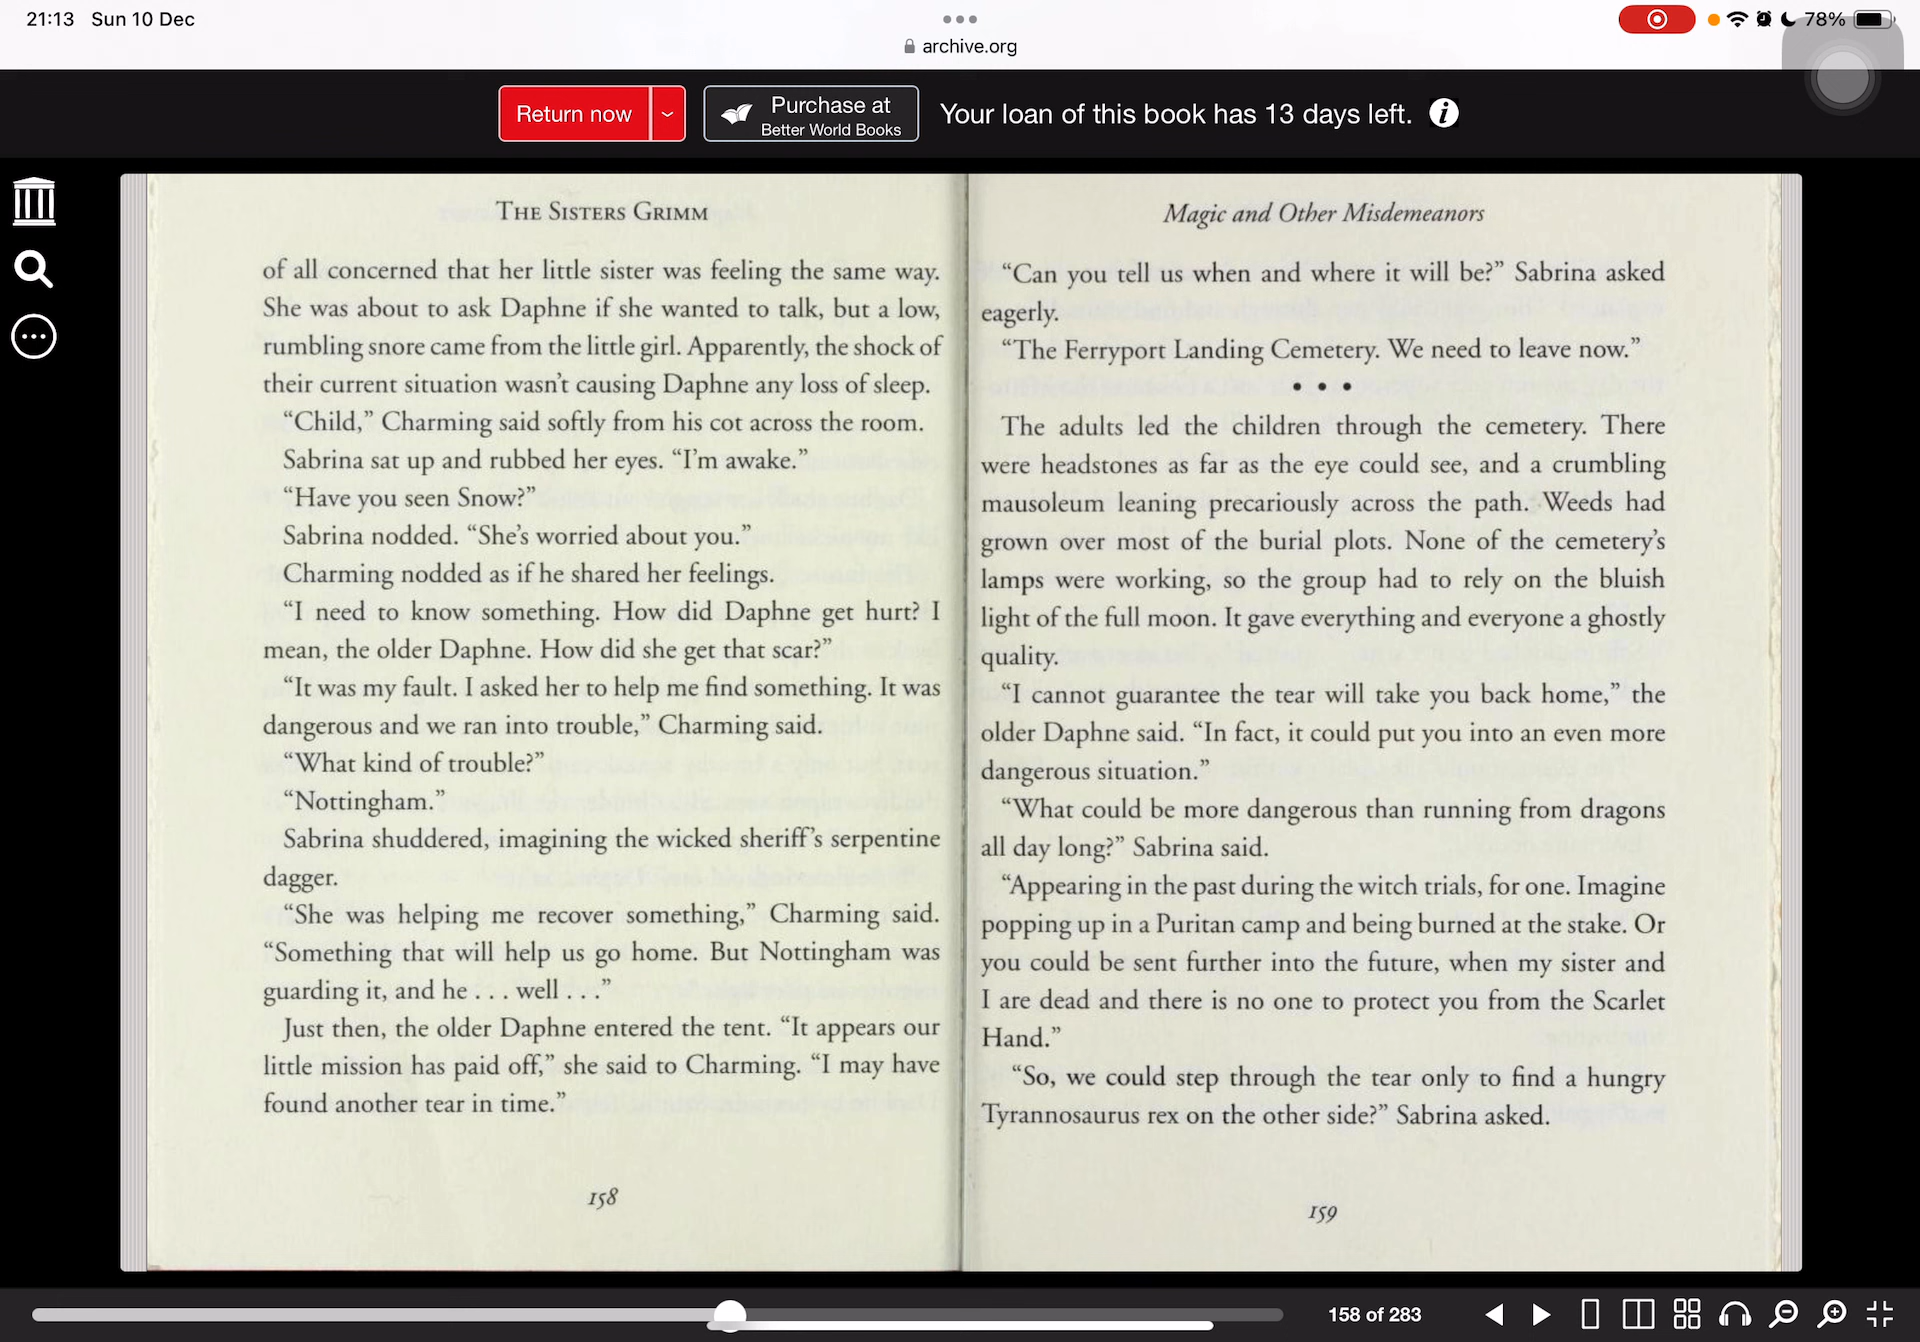 21:13 Sun 10 Dec
78%
archive.org
Return now
Purchase at
Better World Books
Your loan of this book has 13 days left.
THE SISTERS GRIMM
of all concerned that her little sister was feeling the same way.
She was about to ask Daphne if she wanted to talk, but a low,
rumbling snore came from the little girl. Apparently, the shock of
their current situation wasn’t causing Daphne any loss of sleep.
“Child,” Charming said softly from his cot across the room.
Sabrina sat up and rubbed her eyes. “I’m awake.”
“Have you seen Snow?”
Sabrina nodded. “She’s worried about you.”
Charming nodded as if he shared her feelings.
“I need to know something. How did Daphne get hurt? I
mean, the older Daphne. How did she get that scar?”
“It was my fault. I asked her to help me find something. It was
dangerous and we ran into trouble,” Charming said.
“What kind of trouble?”
“Nottingham.”
Sabrina shuddered, imagining the wicked sheriff’s serpentine
dagger.
“She was helping me recover something,” Charming said.
“Something that will help us go home. But Nottingham was
guarding it, and he . . . well . . .”
Just then, the older Daphne entered the tent. “It appears our
little mission has paid off,” she said to Charming. “I may have
found another tear in time.”
158
Magic and Other Misdemeanors
“Can you tell us when and where it will be?” Sabrina asked
eagerly.
“The Ferryport Landing Cemetery. We need to leave now.”
• • •
The adults led the children through the cemetery. There
were headstones as far as the eye could see, and a crumbling
mausoleum leaning precariously across the path. Weeds had
grown over most of the burial plots. None of the cemetery’s
lamps were working, so the group had to rely on the bluish
light of the full moon. It gave everything and everyone a ghostly
quality.
“I cannot guarantee the tear will take you back home,” the
older Daphne said. “In fact, it could put you into an even more
dangerous situation.”
“What could be more dangerous than running from dragons
all day long?” Sabrina said.
“Appearing in the past during the witch trials, for one. Imagine
popping up in a Puritan camp and being burned at the stake. Or
you could be sent further into the future, when my sister and
I are dead and there is no one to protect you from the Scarlet
Hand.”
“So, we could step through the tear only to find a hungry
Tyrannosaurus rex on the other side?” Sabrina asked.
159
158 of 283